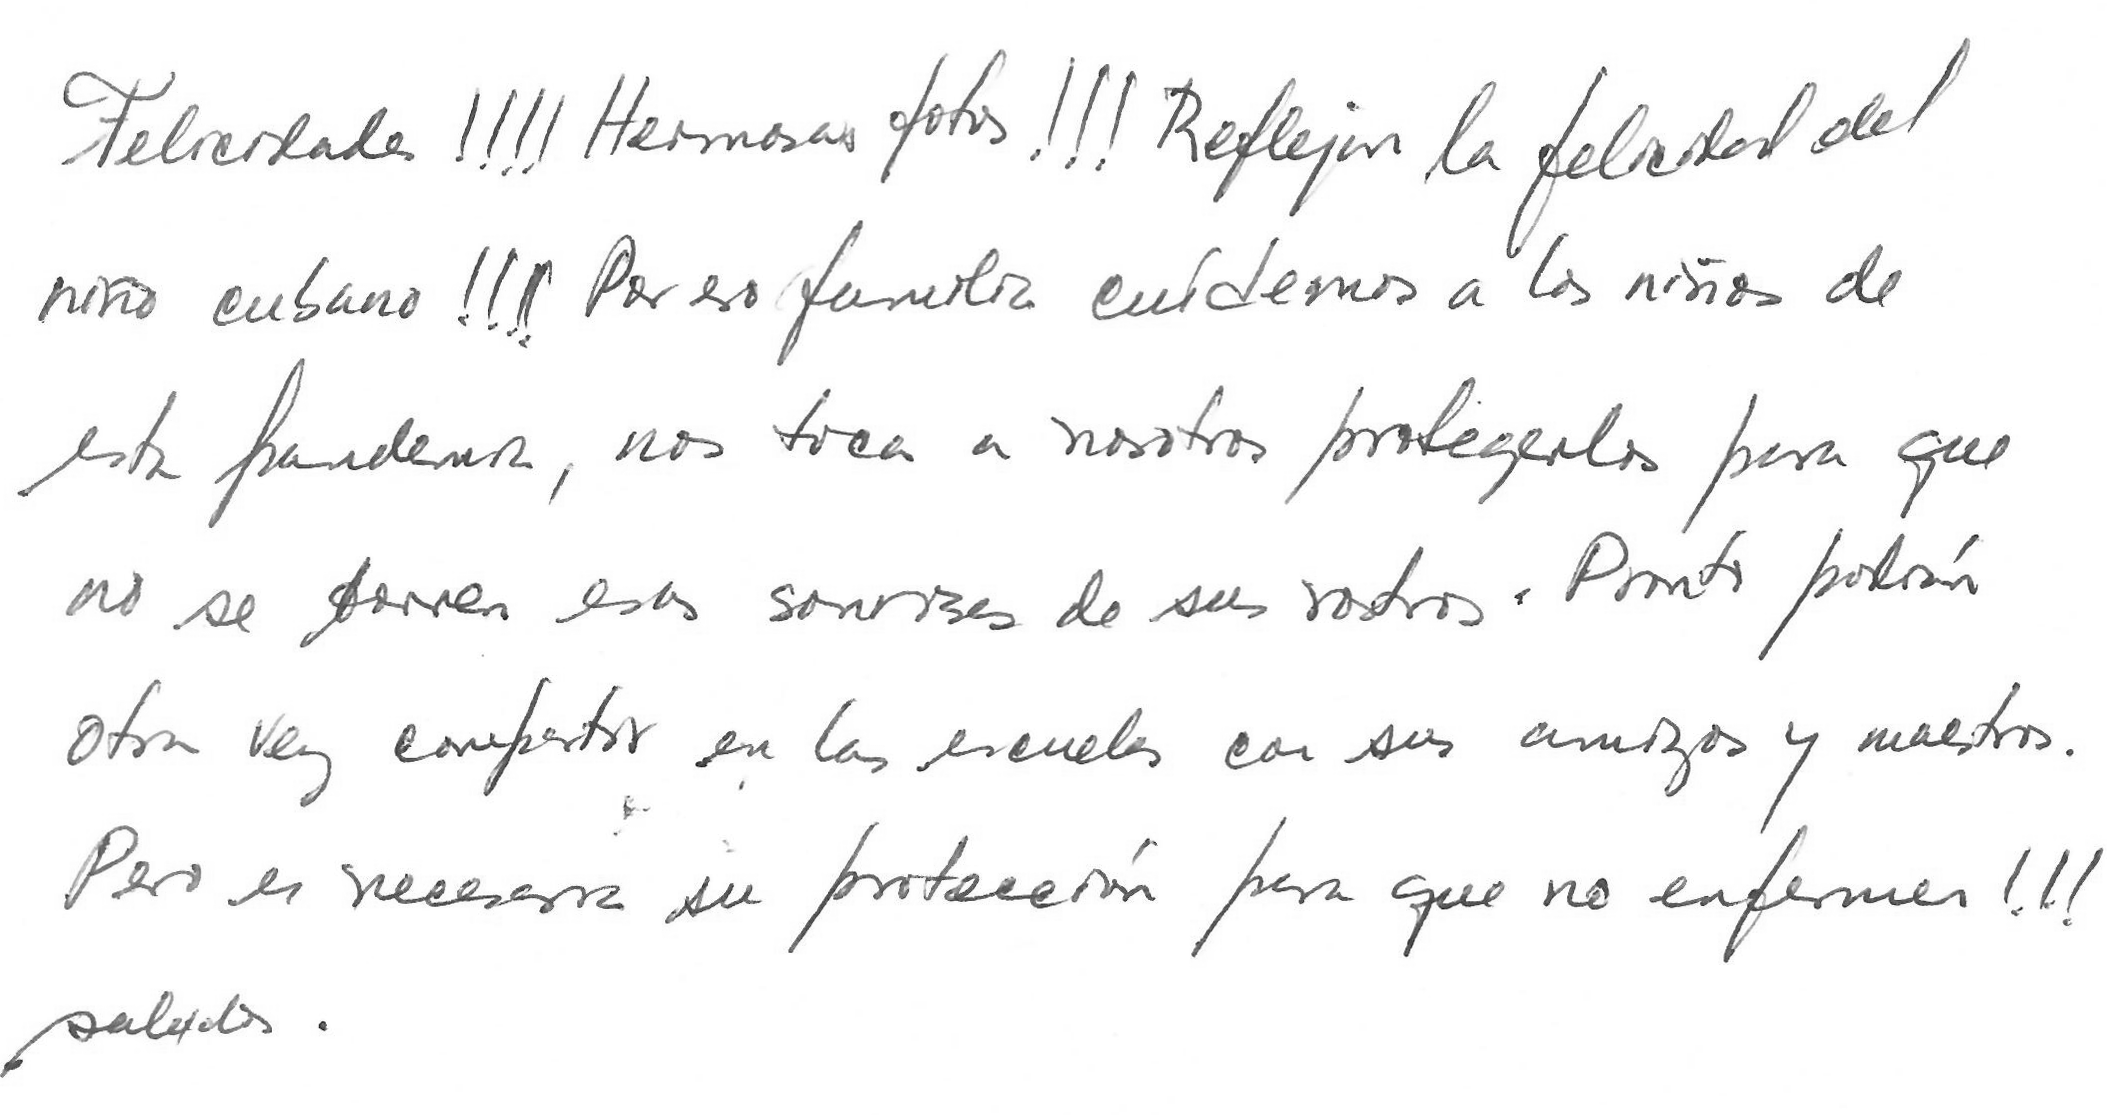 Felicidades !!!! Hermosas fotos !!! Reflejan la felicidad del
niño cubano !!!! Por eso familia cuidemos a los niños de
esta pandemia, nos toca a nosotros protegerlos para que
no se borren esas sonrisas de sus rostros. Pronto podrán
otra vez compartir en las escuelas con sus amigos y maestros.
Pero es necesaria su protección para que no enfermen !!!
saludos.